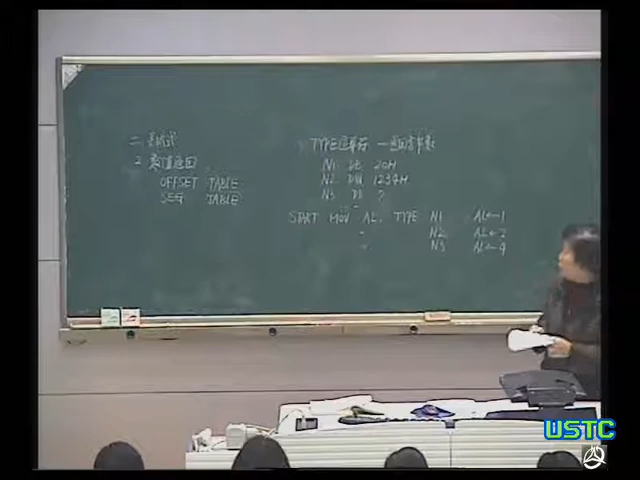 二 表达式
2 数值返回
OFFSET TABLE
SEG TABLE
TYPE运算符 — 返回字节数
N1 DB 20H
N2 DW 1234H
N3 DD ?
START MOV AL, TYPE N1 AL←1
N2 AL←2
N3 AL←4
USTC